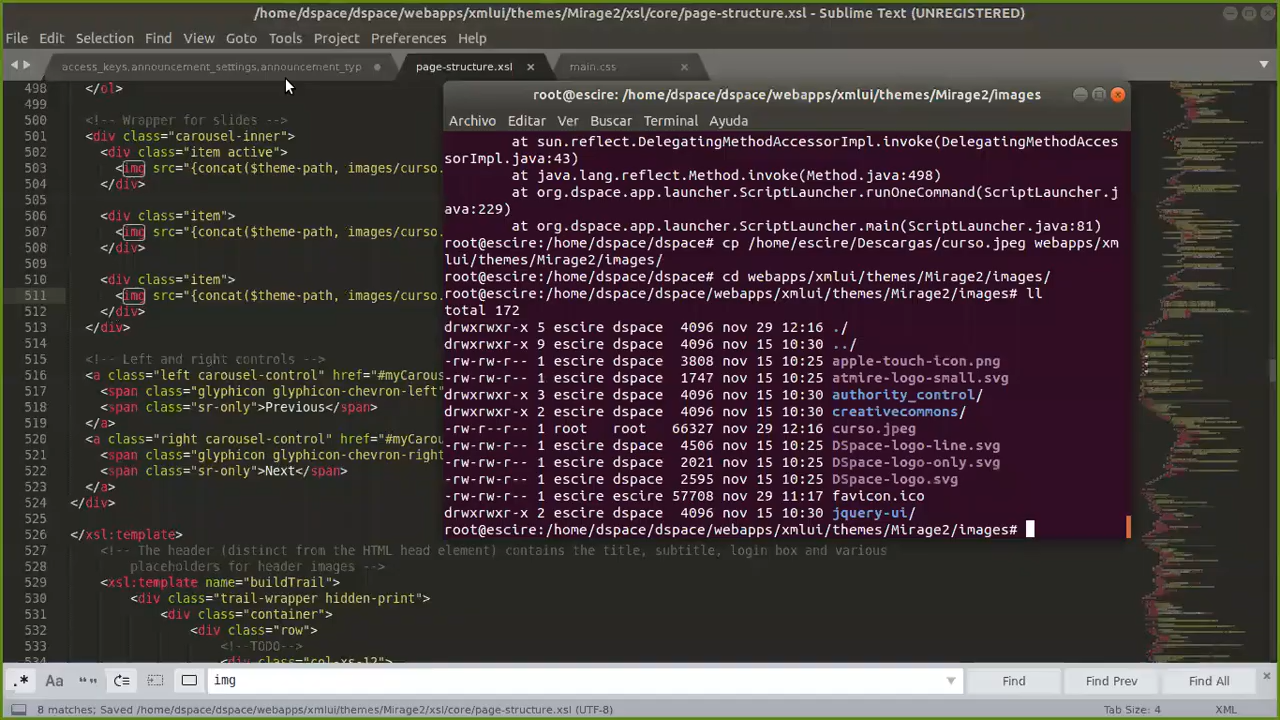 /home/dspace/dspace/webapps/xmlui/themes/Mirage2/xsl/core/page-structure.xsl - Sublime Text (UNREGISTERED)
File Edit Selection Find View Goto Tools Project Preferences Help
access_keys,announcement_settings,announcement_typ page-structure.xsl × main.css ×
498 </ol>
499
500 <!-- Wrapper for slides -->
501 <div class="carousel-inner">
502 <div class="item active">
503 <img src="{concat($theme-path, images/curso.
504 </div>
505
506 <div class="item">
507 <img src="{concat($theme-path, images/curso.
508 </div>
509
510 <div class="item">
511 <img src="{concat($theme-path, images/curso.
512 </div>
513 </div>
514
515 <!-- Left and right controls -->
516 <a class="left carousel-control" href="#myCarou
517 <span class="glyphicon glyphicon-chevron-left"
518 <span class="sr-only">Previous</span>
519 </a>
520 <a class="right carousel-control" href="#myCaro
521 <span class="glyphicon glyphicon-chevron-right
522 <span class="sr-only">Next</span>
523 </a>
524 </div>
525
526 </xsl:template>
527 <!-- The header (distinct from the HTML head element) contains the title, subtitle, login box and various
528 placeholders for header images -->
529 <xsl:template name="buildTrail">
530 <div class="trail-wrapper hidden-print">
531 <div class="container">
532 <div class="row">
533 <!--TODO-->
534 <div class="col-xs-12">
root@escire: /home/dspace/dspace/webapps/xmlui/themes/Mirage2/images
Archivo Editar Ver Buscar Terminal Ayuda
at sun.reflect.DelegatingMethodAccessorImpl.invoke(DelegatingMethodAcces
sorImpl.java:43)
at java.lang.reflect.Method.invoke(Method.java:498)
at org.dspace.app.launcher.ScriptLauncher.runOneCommand(ScriptLauncher.j
ava:229)
at org.dspace.app.launcher.ScriptLauncher.main(ScriptLauncher.java:81)
root@escire:/home/dspace/dspace# cp /home/escire/Descargas/curso.jpeg webapps/xm
lui/themes/Mirage2/images/
root@escire:/home/dspace/dspace# cd webapps/xmlui/themes/Mirage2/images/
root@escire:/home/dspace/dspace/webapps/xmlui/themes/Mirage2/images# ll
total 172
drwxrwxr-x 5 escire dspace 4096 nov 29 12:16 ./
drwxrwxr-x 9 escire dspace 4096 nov 15 10:30 ../
-rw-rw-r-- 1 escire dspace 3808 nov 15 10:25 apple-touch-icon.png
-rw-rw-r-- 1 escire dspace 1747 nov 15 10:25 atmire-logo-small.svg
drwxrwxr-x 3 escire dspace 4096 nov 15 10:30 authority_control/
drwxrwxr-x 2 escire dspace 4096 nov 15 10:30 creativecommons/
-rw-rw-r-- 1 root root 66327 nov 29 12:16 curso.jpeg
-rw-rw-r-- 1 escire dspace 4506 nov 15 10:25 DSpace-logo-line.svg
-rw-rw-r-- 1 escire dspace 2021 nov 15 10:25 DSpace-logo-only.svg
-rw-rw-r-- 1 escire dspace 2595 nov 15 10:25 DSpace-logo.svg
-rw-rw-r-- 1 escire escire 57708 nov 29 11:17 favicon.ico
drwxrwxr-x 2 escire dspace 4096 nov 15 10:30 jquery-ui/
root@escire:/home/dspace/dspace/webapps/xmlui/themes/Mirage2/images#
.* Aa “” img Find Find Prev Find All ×
8 matches; Saved /home/dspace/dspace/webapps/xmlui/themes/Mirage2/xsl/core/page-structure.xsl (UTF-8) Tab Size: 4 XML